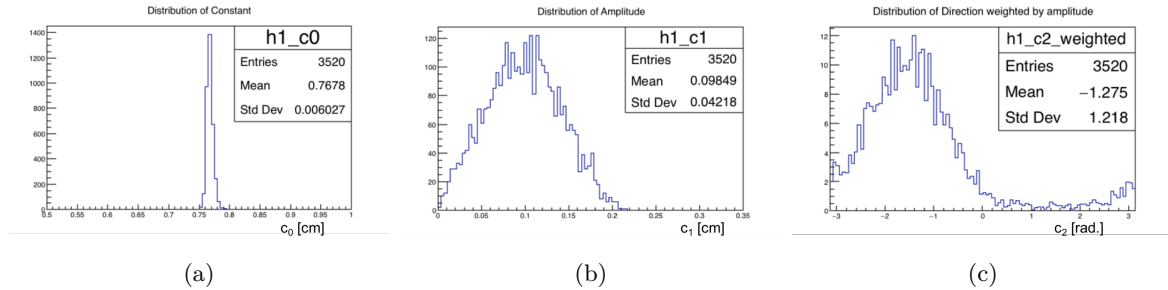 Distribution of Constant
h1_c0
Entries 3520
Mean 0.7678
Std Dev 0.006027
1400
1200
1000
800
600
400
200
0
0.5 0.55 0.6 0.65 0.7 0.75 0.8 0.85 0.9 0.95 1
c₀ [cm]
(a)
Distribution of Amplitude
h1_c1
Entries 3520
Mean 0.09849
Std Dev 0.04218
120
100
80
60
40
20
0
0 0.05 0.1 0.15 0.2 0.25 0.3 0.35
c₁ [cm]
(b)
Distribution of Direction weighted by amplitude
h1_c2_weighted
Entries 3520
Mean −1.275
Std Dev 1.218
12
10
8
6
4
2
0
−3 −2 −1 0 1 2 3
c₂ [rad.]
(c)